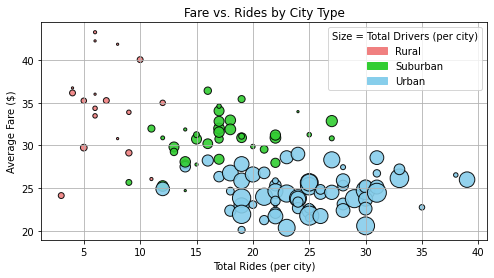 Fare vs. Rides by City Type
Size = Total Drivers (per city)
Rural
Suburban
Urban
Average Fare ($)
40
35
30
25
20
5
10
15
20
25
30
35
40
Total Rides (per city)